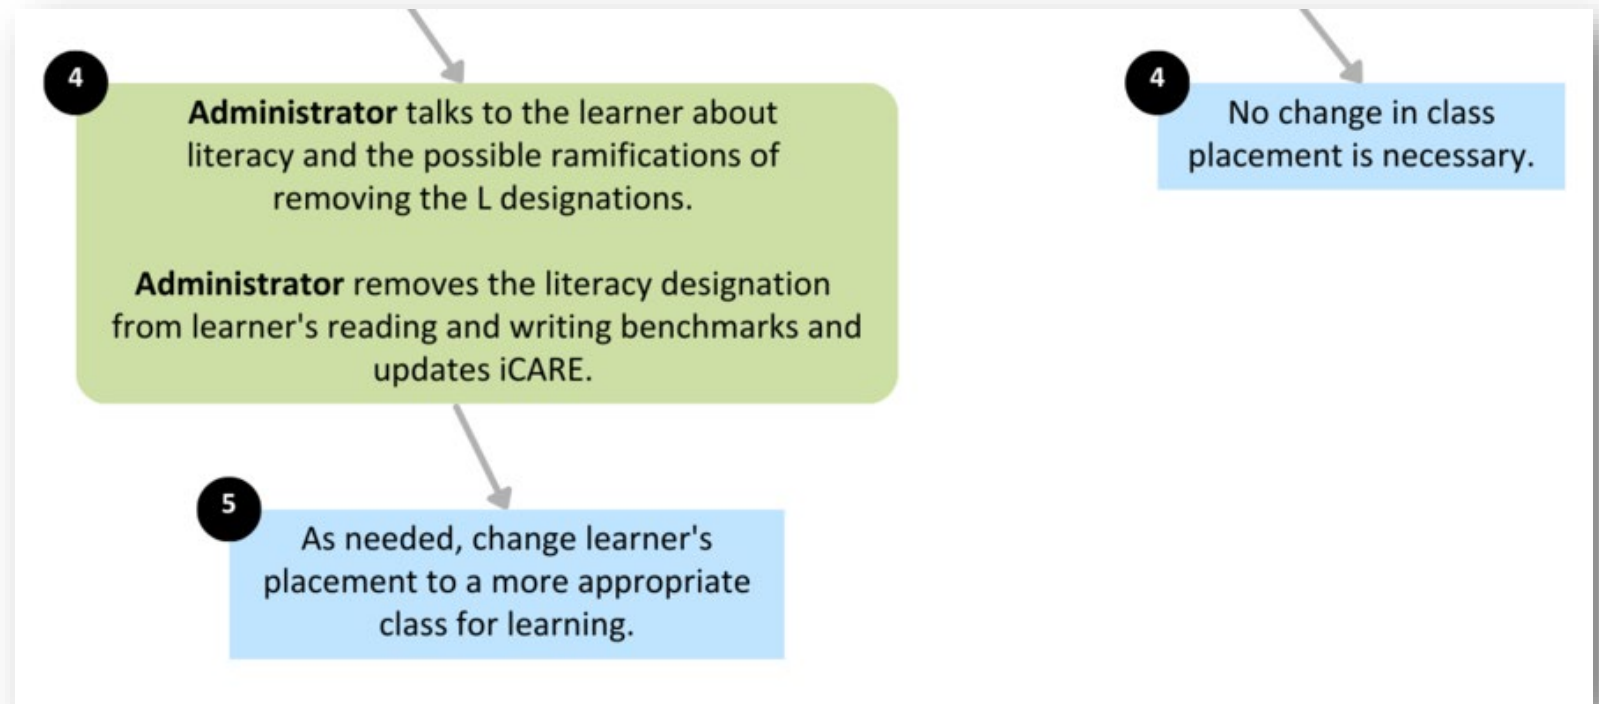 4
Administrator talks to the learner about
literacy and the possible ramifications of
removing the L designations.
Administrator removes the literacy designation
from learner's reading and writing benchmarks and
updates iCARE.
5
As needed, change learner's
placement to a more appropriate
class for learning.
4
No change in class
placement is necessary.